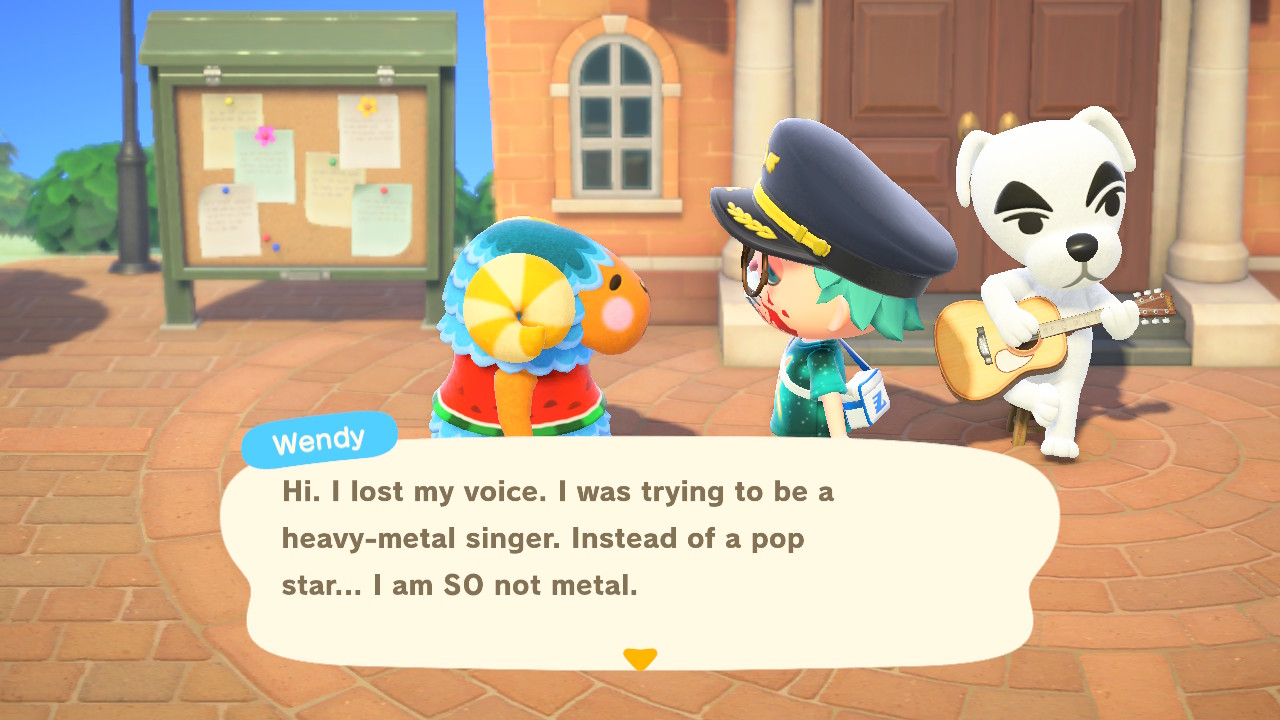 Wendy
Hi. I lost my voice. I was trying to be a
heavy-metal singer. Instead of a pop
star... I am SO not metal.